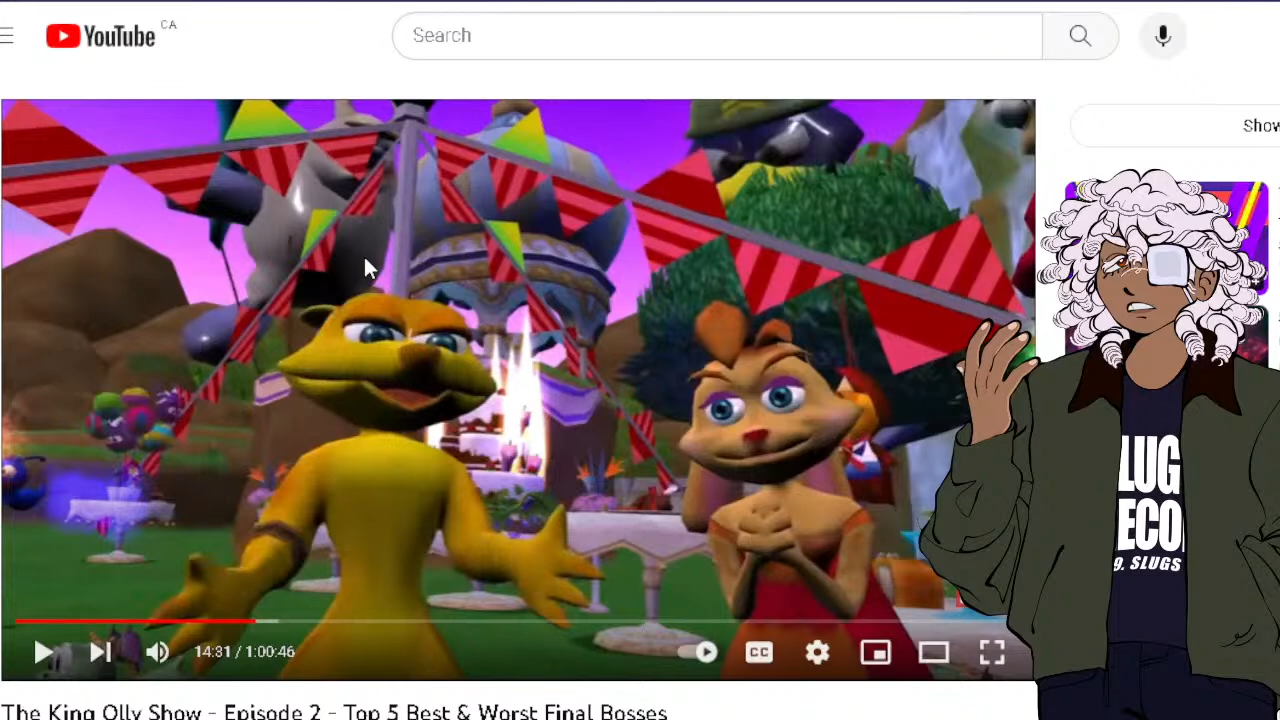 YouTube CA
Search
Show
LUG
ECO
g. SLUGS
CC
14:31 / 1:00:46
The King Olly Show - Episode 2 - Top 5 Best & Worst Final Bosses